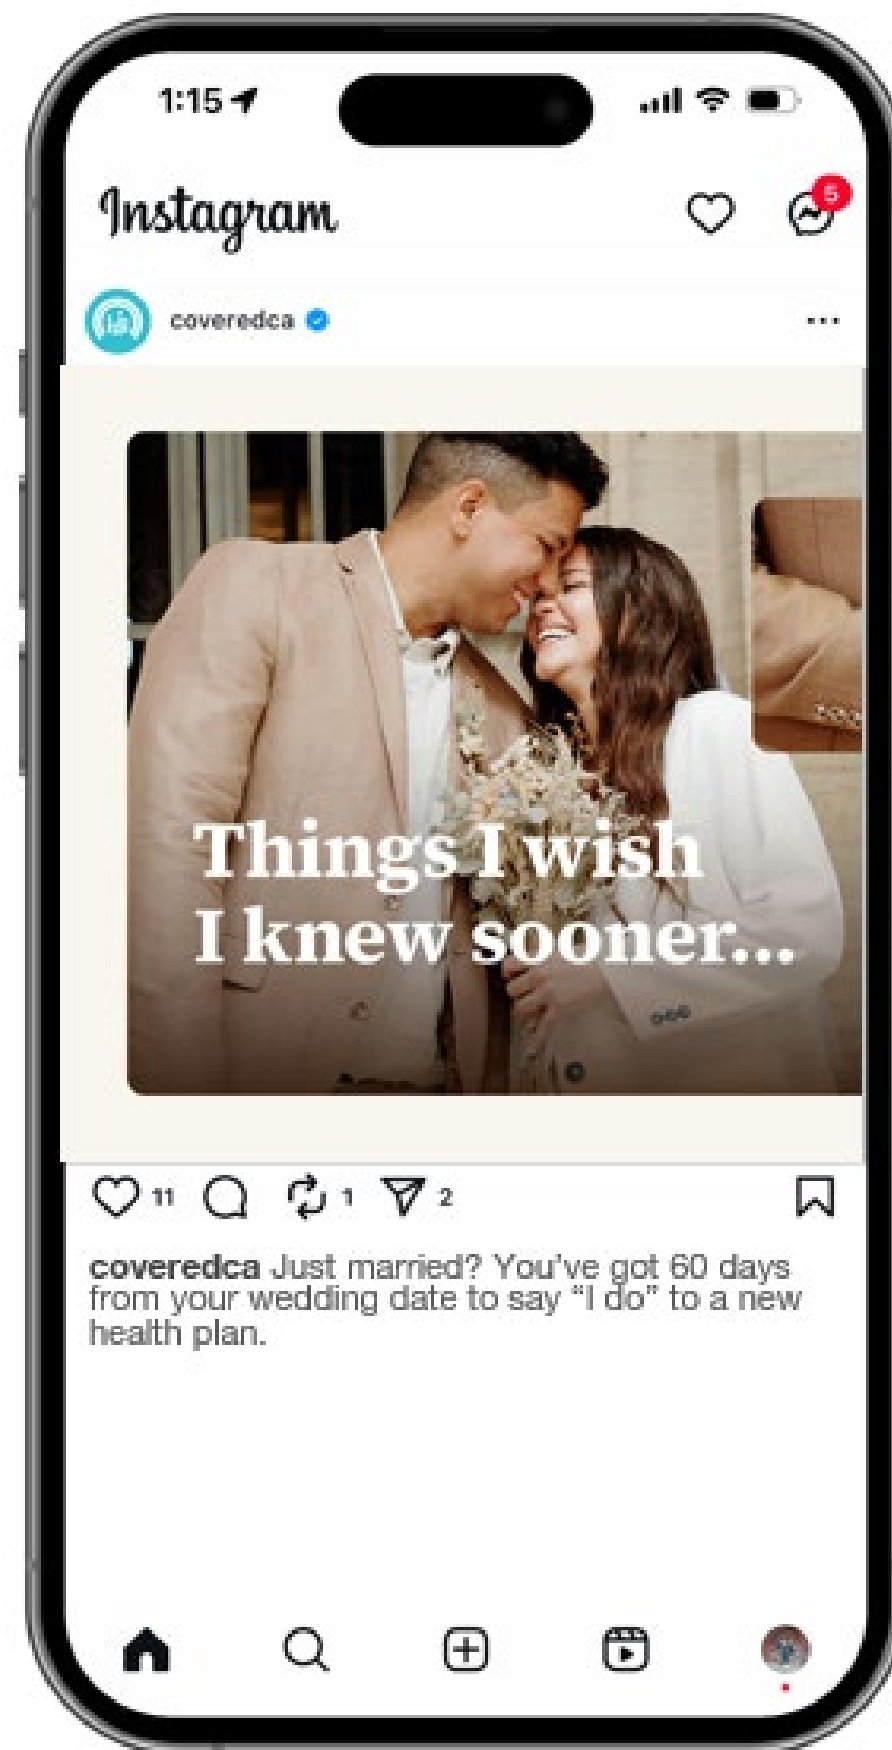 1:15
Instagram
5
coveredca
Things I wish
I knew sooner...
11
1
2
coveredca Just married? You’ve got 60 days
from your wedding date to say “I do” to a new
health plan.